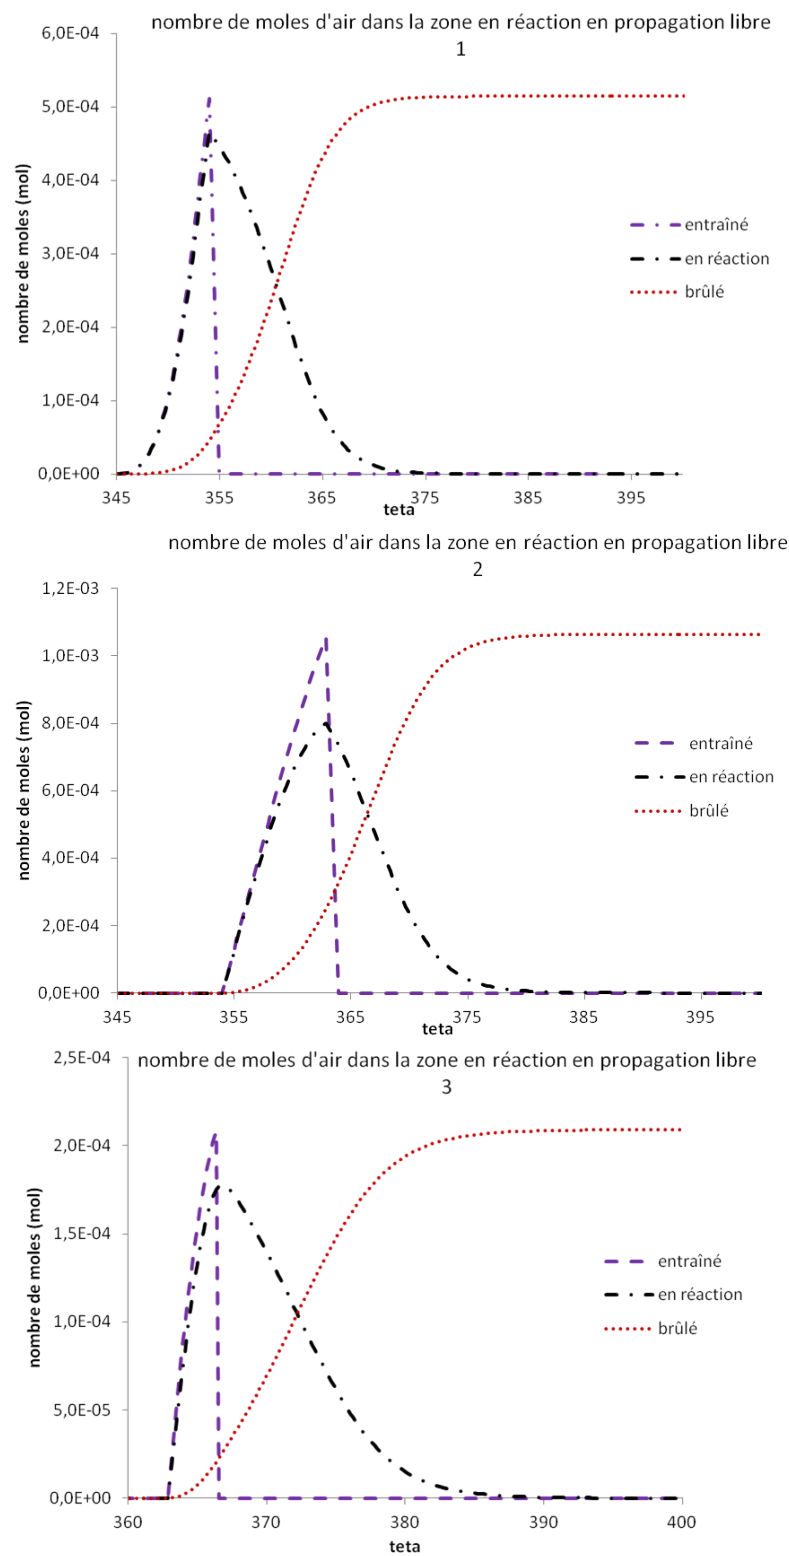 nombre de moles d'air dans la zone en réaction en propagation libre
1
6,0E-04
5,0E-04
4,0E-04
3,0E-04
2,0E-04
1,0E-04
0,0E+00
nombre de moles (mol)
entraîné
en réaction
brûlé
345 355 365 375 385 395
teta
nombre de moles d'air dans la zone en réaction en propagation libre
2
1,2E-03
1,0E-03
8,0E-04
6,0E-04
4,0E-04
2,0E-04
0,0E+00
nombre de moles (mol)
entraîné
en réaction
brûlé
345 355 365 375 385 395
teta
nombre de moles d'air dans la zone en réaction en propagation libre
3
2,5E-04
2,0E-04
1,5E-04
1,0E-04
5,0E-05
0,0E+00
nombre de moles (mol)
entraîné
en réaction
brûlé
360 370 380 390 400
teta